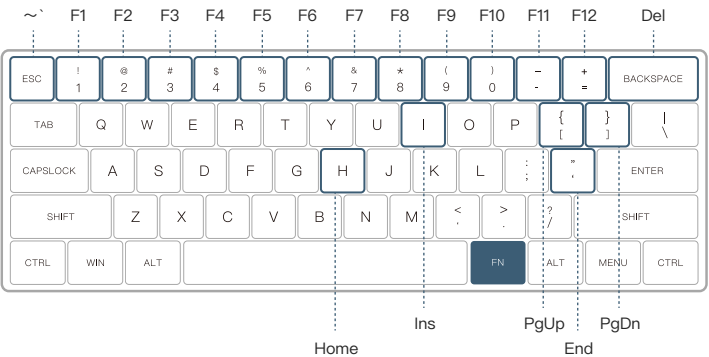 ~` F1 F2 F3 F4 F5 F6 F7 F8 F9 F10 F11 F12 Del
ESC ! 1 @ 2 # 3 $ 4 % 5 ^ 6 & 7 * 8 ( 9 ) 0 – - + = BACKSPACE
TAB Q W E R T Y U I O P { [ } ] | \
CAPSLOCK A S D F G H J K L : ; " ' ENTER
SHIFT Z X C V B N M < , > . ? / SHIFT
CTRL WIN ALT FN ALT MENU CTRL
Ins PgUp PgDn
Home End